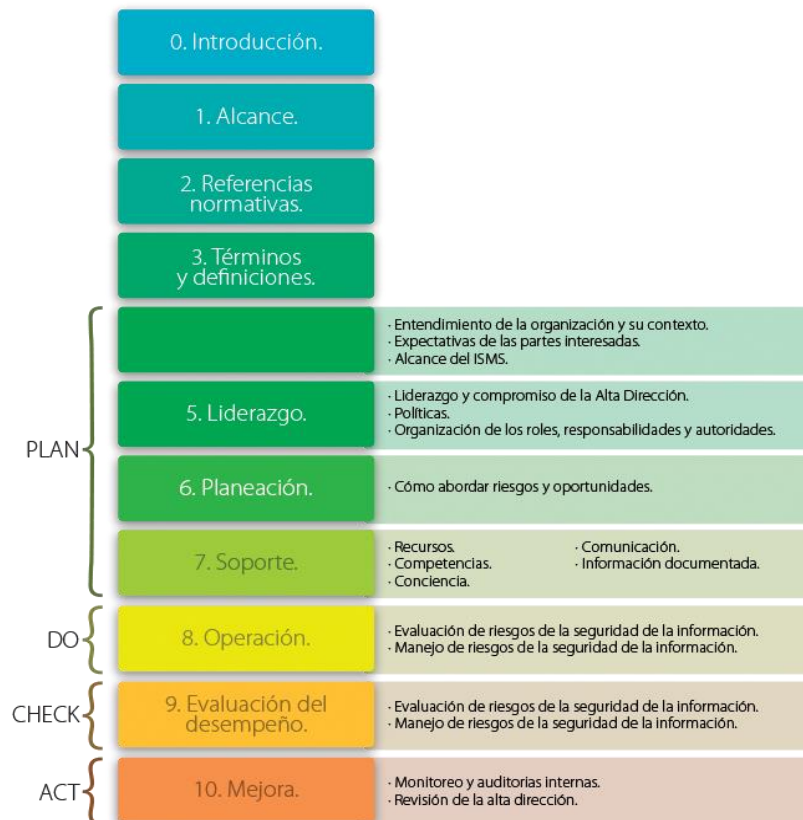 0. Introducción.
1. Alcance.
2. Referencias
normativas.
3. Términos
y definiciones.
PLAN
· Entendimiento de la organización y su contexto.
· Expectativas de las partes interesadas.
· Alcance del ISMS.
5. Liderazgo.
· Liderazgo y compromiso de la Alta Dirección.
· Políticas.
· Organización de los roles, responsabilidades y autoridades.
6. Planeación.
· Cómo abordar riesgos y oportunidades.
7. Soporte.
· Recursos.
· Competencias.
· Conciencia.
· Comunicación.
· Información documentada.
DO
8. Operación.
· Evaluación de riesgos de la seguridad de la información.
· Manejo de riesgos de la seguridad de la información.
CHECK
9. Evaluación del
desempeño.
· Evaluación de riesgos de la seguridad de la información.
· Manejo de riesgos de la seguridad de la información.
ACT
10. Mejora.
· Monitoreo y auditorias internas.
· Revisión de la alta dirección.